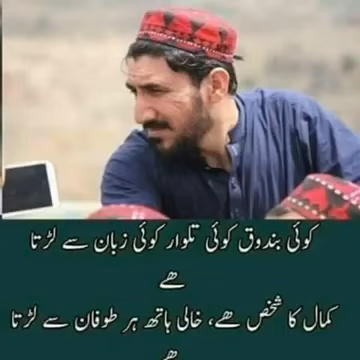 کوئی بندوق کوئی تلوار کوئی زبان سے لڑتا
ھے
کمال کا شخص ھے، خالی ہاتھ ہر طوفان سے لڑتا
ھے